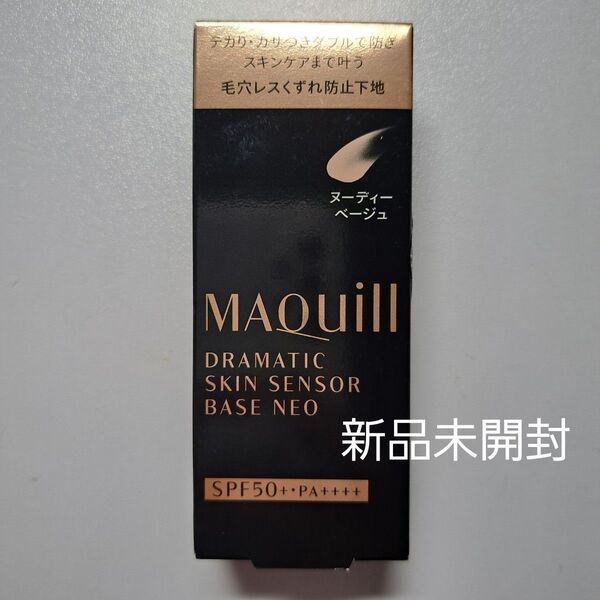 テカリ・カサつきダブルで防ぎ
スキンケアまで叶う
毛穴レスくずれ防止下地
ヌーディー
ベージュ
MAQuill
DRAMATIC
SKIN SENSOR
BASE NEO
新品未開封
SPF50+・PA++++